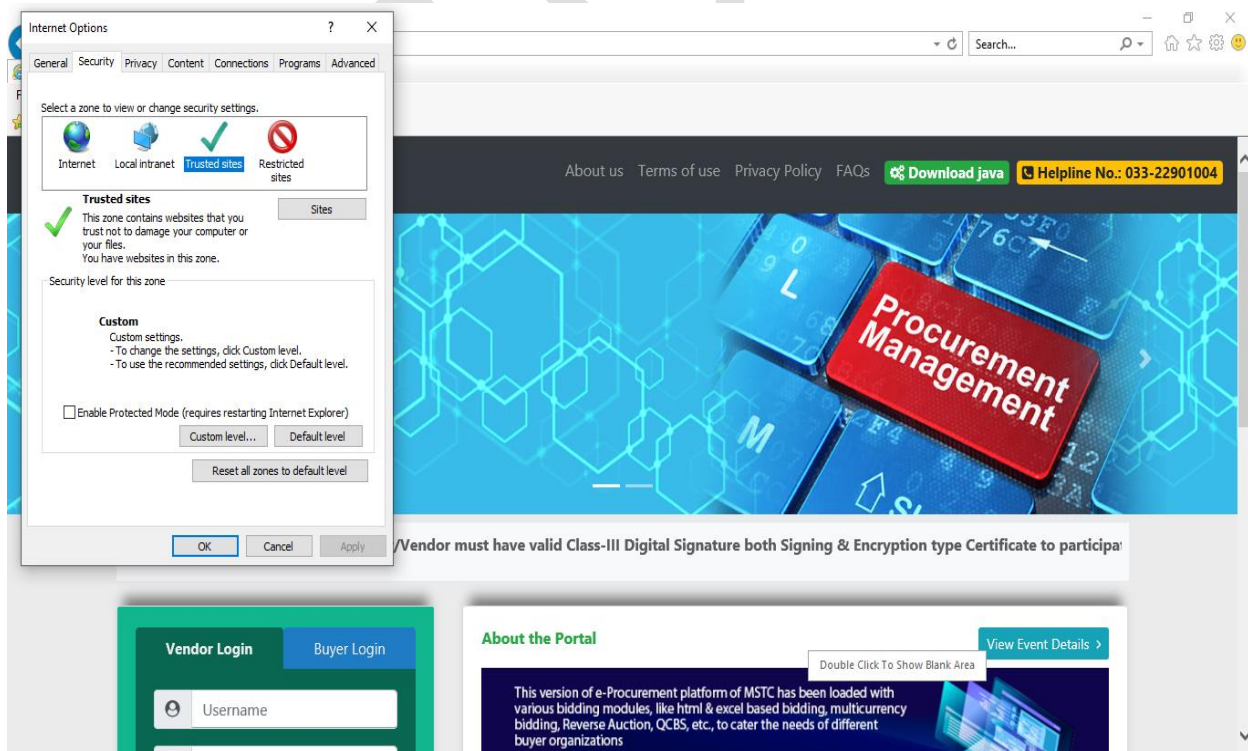 Internet Options
?
X
General Security Privacy Content Connections Programs Advanced
Select a zone to view or change security settings.
Internet Local intranet Trusted sites Restricted
sites
Trusted sites
This zone contains websites that you
trust not to damage your computer or
your files.
You have websites in this zone.
Sites
Security level for this zone
Custom
Custom settings.
- To change the settings, click Custom level.
- To use the recommended settings, click Default level.
Enable Protected Mode (requires restarting Internet Explorer)
Custom level... Default level
Reset all zones to default level
OK Cancel Apply
Search...
About us Terms of use Privacy Policy FAQs Download java Helpline No.: 033-22901004
Procurement
Management
L
M
/Vendor must have valid Class-III Digital Signature both Signing & Encryption type Certificate to participa
Vendor Login Buyer Login
Username
About the Portal
View Event Details >
Double Click To Show Blank Area
This version of e-Procurement platform of MSTC has been loaded with
various bidding modules, like html & excel based bidding, multicurrency
bidding, Reverse Auction, QCBS, etc., to cater the needs of different
buyer organizations